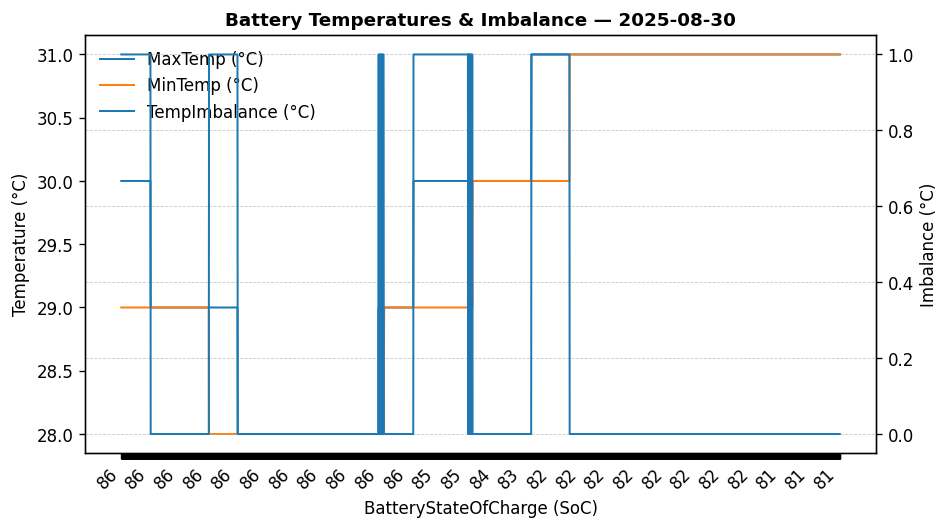 Battery Temperatures & Imbalance — 2025-08-30
MaxTemp (°C)
MinTemp (°C)
TempImbalance (°C)
31.0
30.5
30.0
29.5
29.0
28.5
28.0
Temperature (°C)
1.0
0.8
0.6
0.4
0.2
0.0
Imbalance (°C)
86 86 86 86 86 86 86 86 86 86 86 85 85 84 83 82 82 82 82 82 82 82 81 81 81
BatteryStateOfCharge (SoC)